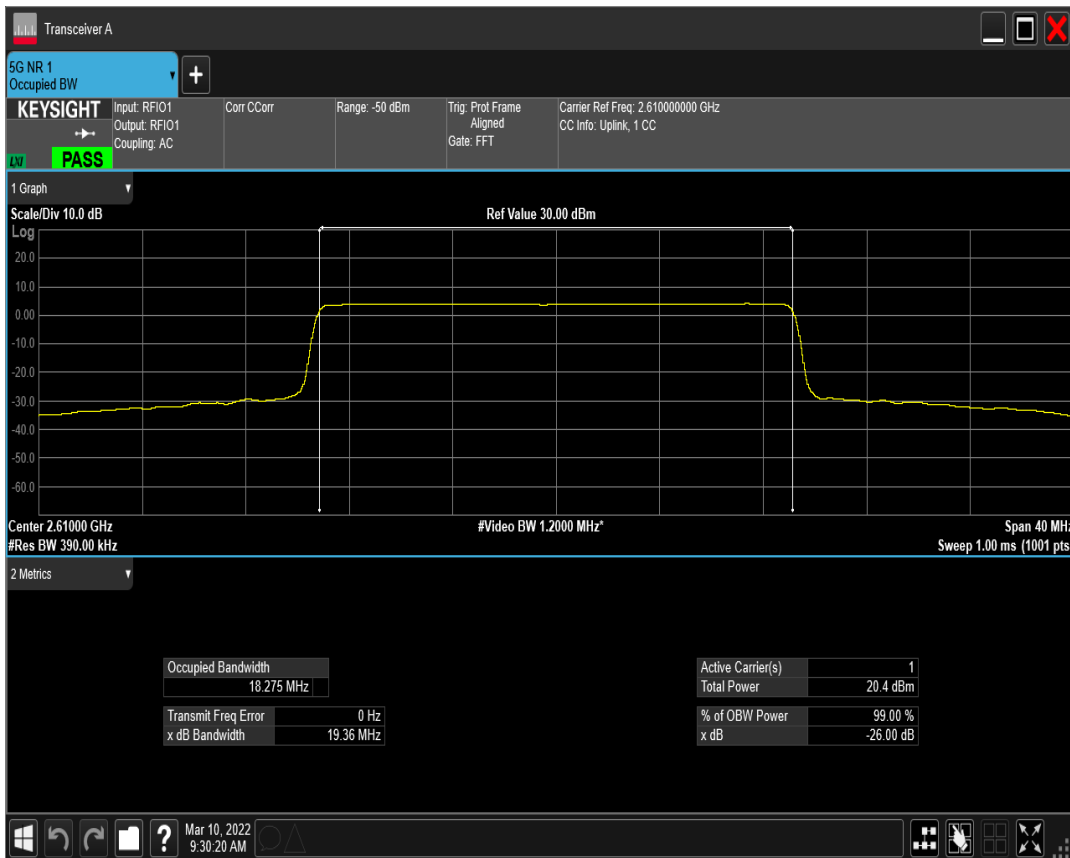 Transceiver A
5G NR 1
Occupied BW
+
KEYSIGHT
LXI
PASS
Input: RFIO1
Output: RFIO1
Coupling: AC
Corr CCorr
Range: -50 dBm
Trig: Prot Frame
Aligned
Gate: FFT
Carrier Ref Freq: 2.610000000 GHz
CC Info: Uplink, 1 CC
1 Graph
Scale/Div 10.0 dB
Ref Value 30.00 dBm
Log
20.0
10.0
0.00
-10.0
-20.0
-30.0
-40.0
-50.0
-60.0
Center 2.61000 GHz
#Video BW 1.2000 MHz*
Span 40 MHz
#Res BW 390.00 kHz
Sweep 1.00 ms (1001 pts
2 Metrics
Occupied Bandwidth
18.275 MHz
Transmit Freq Error 0 Hz
x dB Bandwidth 19.36 MHz
Active Carrier(s) 1
Total Power 20.4 dBm
% of OBW Power 99.00 %
x dB -26.00 dB
?
Mar 10, 2022
9:30:20 AM